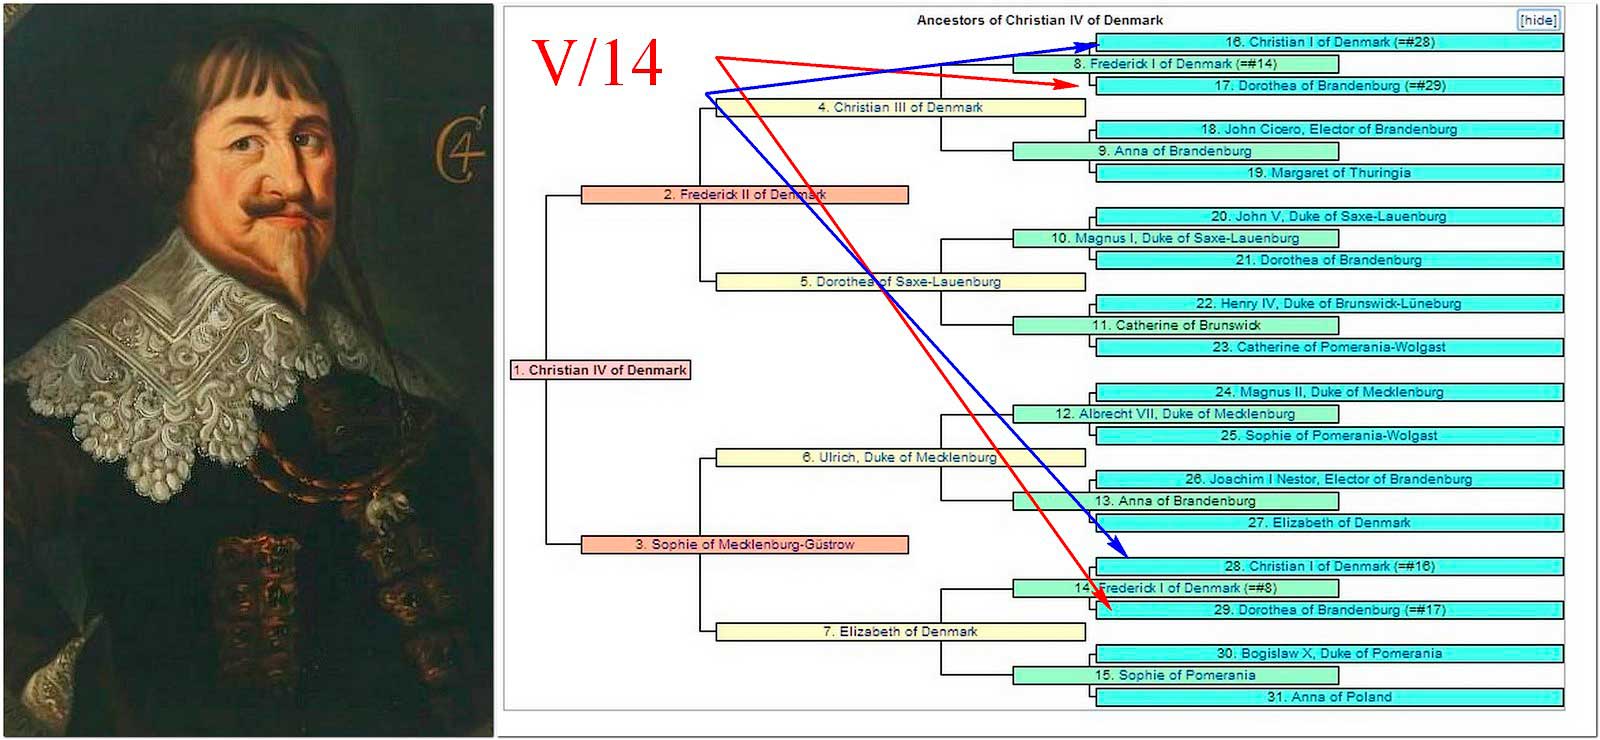 C4
V/14
Ancestors of Christian IV of Denmark
[hide]
16. Christian I of Denmark (=#28)
8. Frederick I of Denmark (=#14)
17. Dorothea of Brandenburg (=#29)
4. Christian III of Denmark
18. John Cicero, Elector of Brandenburg
9. Anna of Brandenburg
19. Margaret of Thuringia
2. Frederick II of Denmark
20. John V, Duke of Saxe-Lauenburg
10. Magnus I, Duke of Saxe-Lauenburg
21. Dorothea of Brandenburg
5. Dorothea of Saxe-Lauenburg
22. Henry IV, Duke of Brunswick-Lüneburg
11. Catherine of Brunswick
23. Catherine of Pomerania-Wolgast
1. Christian IV of Denmark
24. Magnus II, Duke of Mecklenburg
12. Albrecht VII, Duke of Mecklenburg
25. Sophie of Pomerania-Wolgast
6. Ulrich, Duke of Mecklenburg
26. Joachim I Nestor, Elector of Brandenburg
13. Anna of Brandenburg
27. Elizabeth of Denmark
3. Sophie of Mecklenburg-Güstrow
28. Christian I of Denmark (=#16)
14. Frederick I of Denmark (=#8)
29. Dorothea of Brandenburg (=#17)
7. Elizabeth of Denmark
30. Bogislaw X, Duke of Pomerania
15. Sophie of Pomerania
31. Anna of Poland